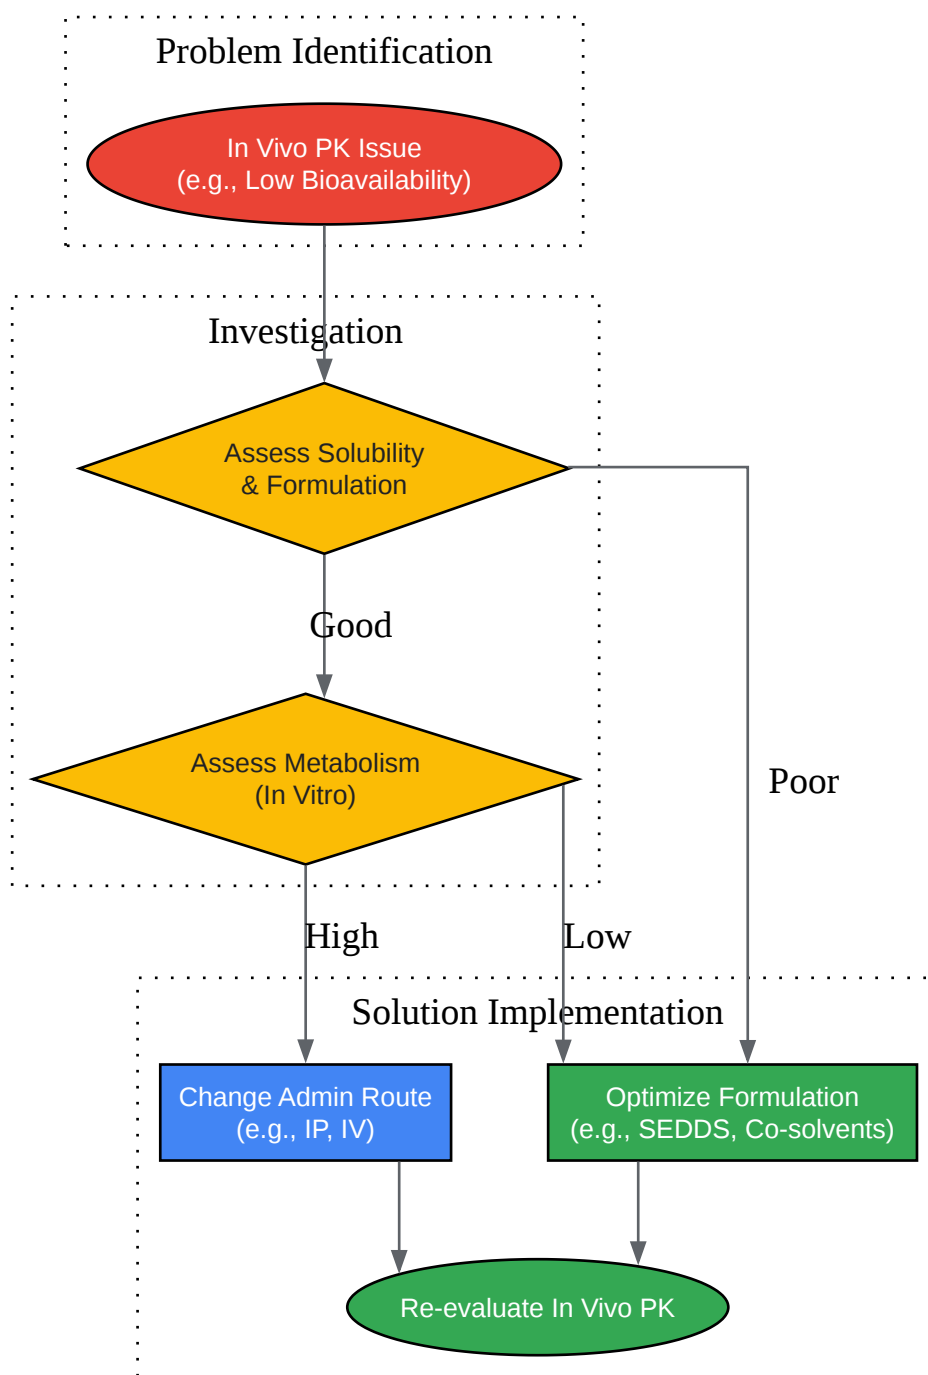 Problem Identification
In Vivo PK Issue
(e.g., Low Bioavailability)
Investigation
Assess Solubility
& Formulation
Good
Assess Metabolism
(In Vitro)
Poor
High
Low
Solution Implementation
Change Admin Route
(e.g., IP, IV)
Optimize Formulation
(e.g., SEDDS, Co-solvents)
Re-evaluate In Vivo PK